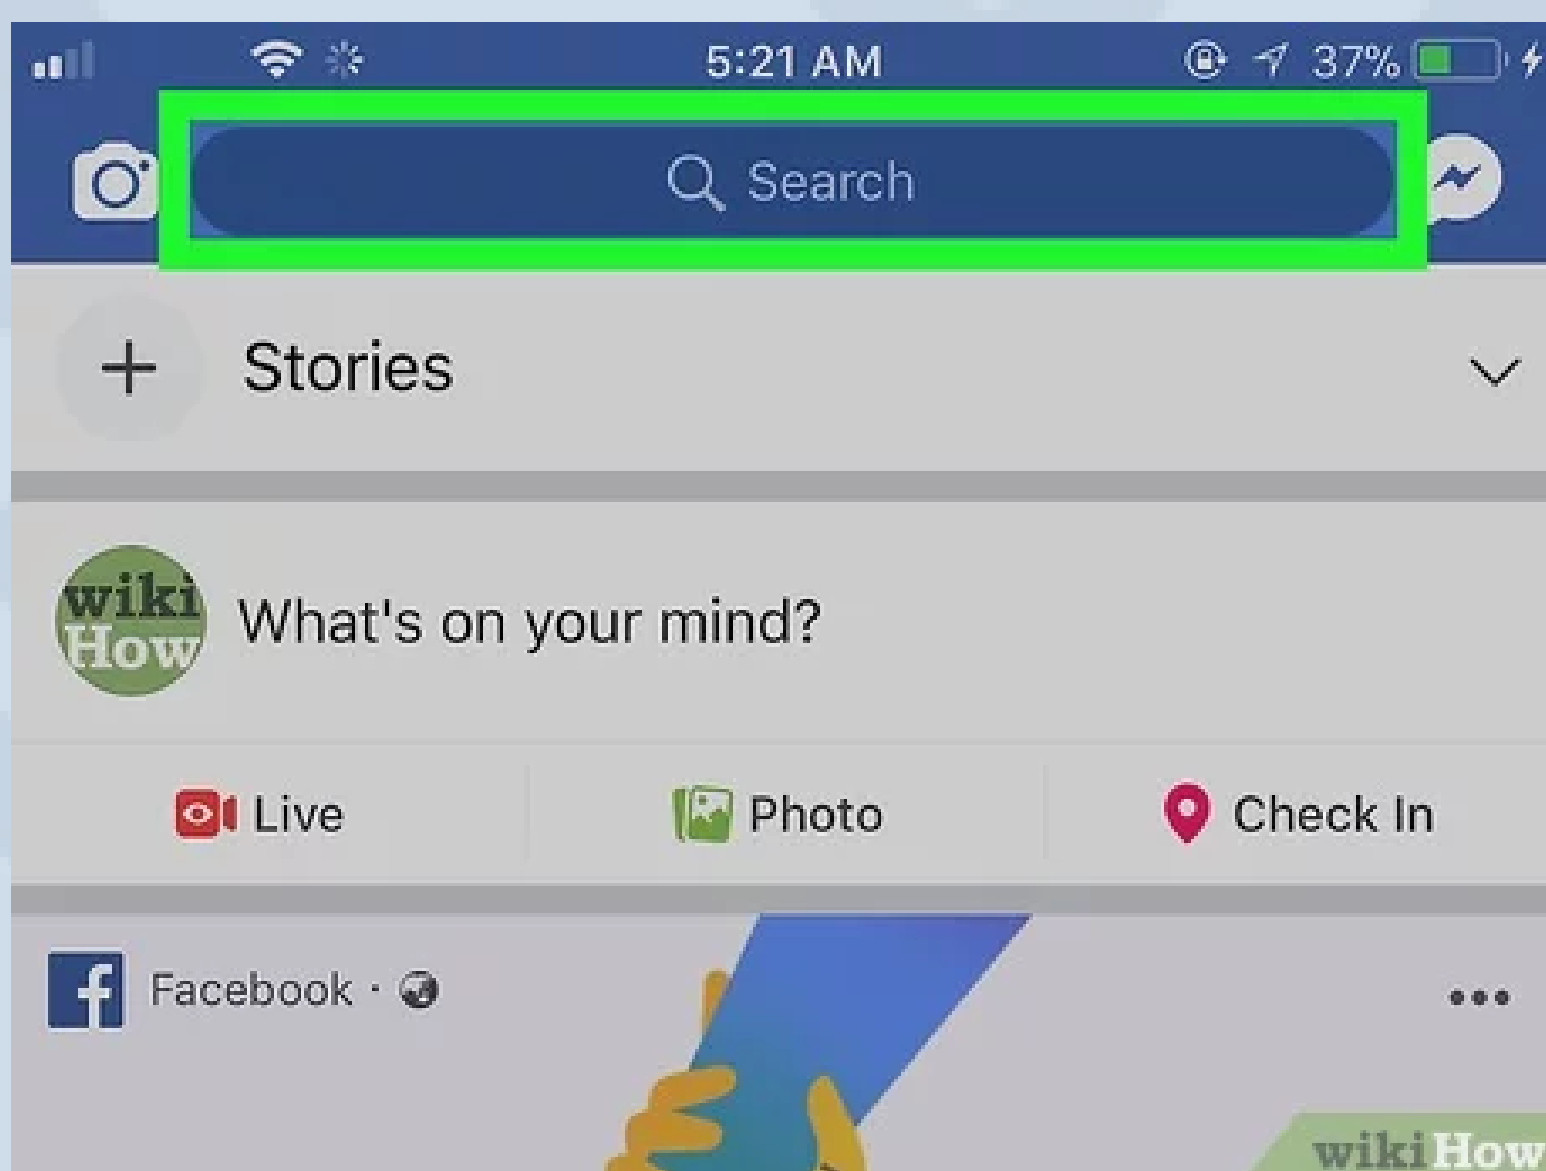 5:21 AM 37%
Search
Stories
wiki
How
What's on your mind?
Live Photo Check In
Facebook ·
wikiHow